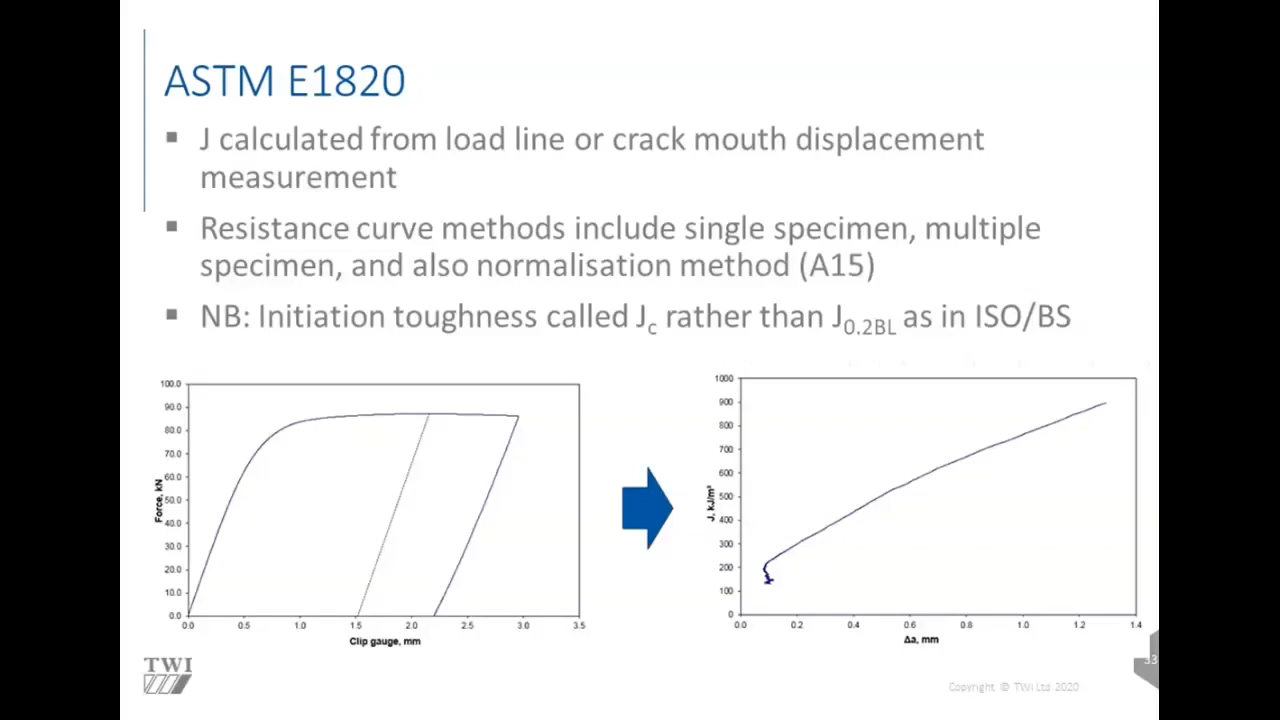 ASTM E1820
▪ J calculated from load line or crack mouth displacement
measurement
▪ Resistance curve methods include single specimen, multiple
specimen, and also normalisation method (A15)
▪ NB: Initiation toughness called Jc rather than J0.2BL as in ISO/BS
100.0
90.0
80.0
70.0
60.0
50.0
40.0
30.0
20.0
10.0
0.0
Force, kN
0.0 0.5 1.0 1.5 2.0 2.5 3.0 3.5
Clip gauge, mm
1000
900
800
700
600
500
400
300
200
100
0
J, kJ/m²
0.0 0.2 0.4 0.6 0.8 1.0 1.2 1.4
Δa, mm
TWI
Copyright © TWI Ltd 2020
33